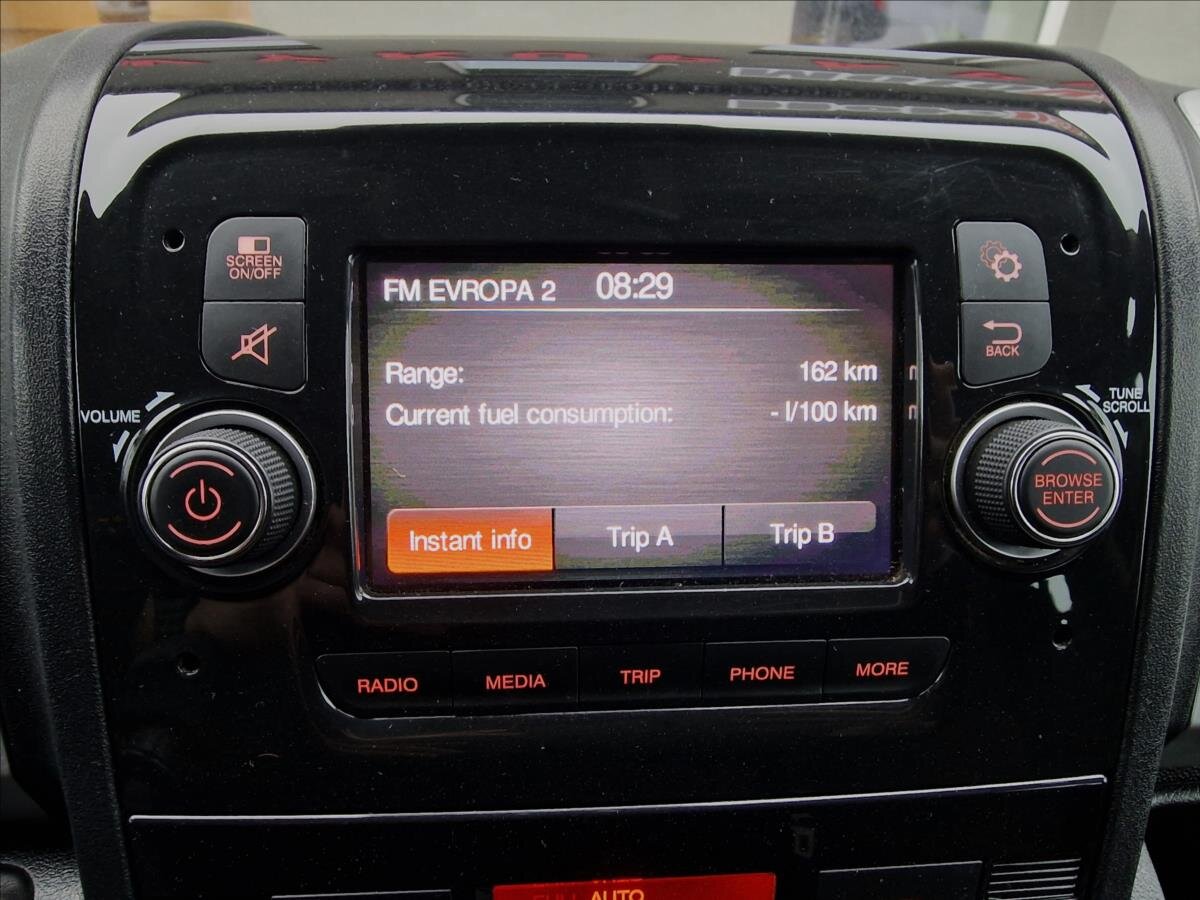 SCREEN
ON/OFF
BACK
VOLUME
TUNE
SCROLL
FM EVROPA 2 08:29
Range: 162 km
Current fuel consumption: - l/100 km
Instant info Trip A Trip B
BROWSE
ENTER
RADIO MEDIA TRIP PHONE MORE
AUTO